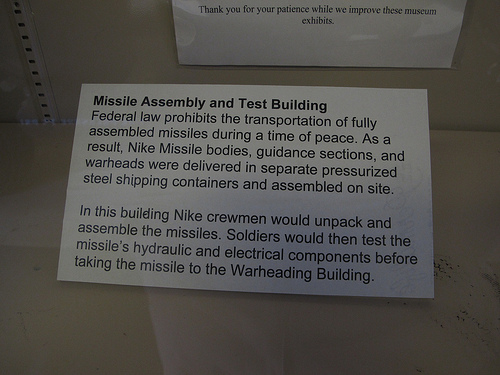 Thank you for your patience while we improve these museum
exhibits.
Missile Assembly and Test Building
Federal law prohibits the transportation of fully
assembled missiles during a time of peace. As a
result, Nike Missile bodies, guidance sections, and
warheads were delivered in separate pressurized
steel shipping containers and assembled on site.
In this building Nike crewmen would unpack and
assemble the missiles. Soldiers would then test the
missile's hydraulic and electrical components before
taking the missile to the Warheading Building.